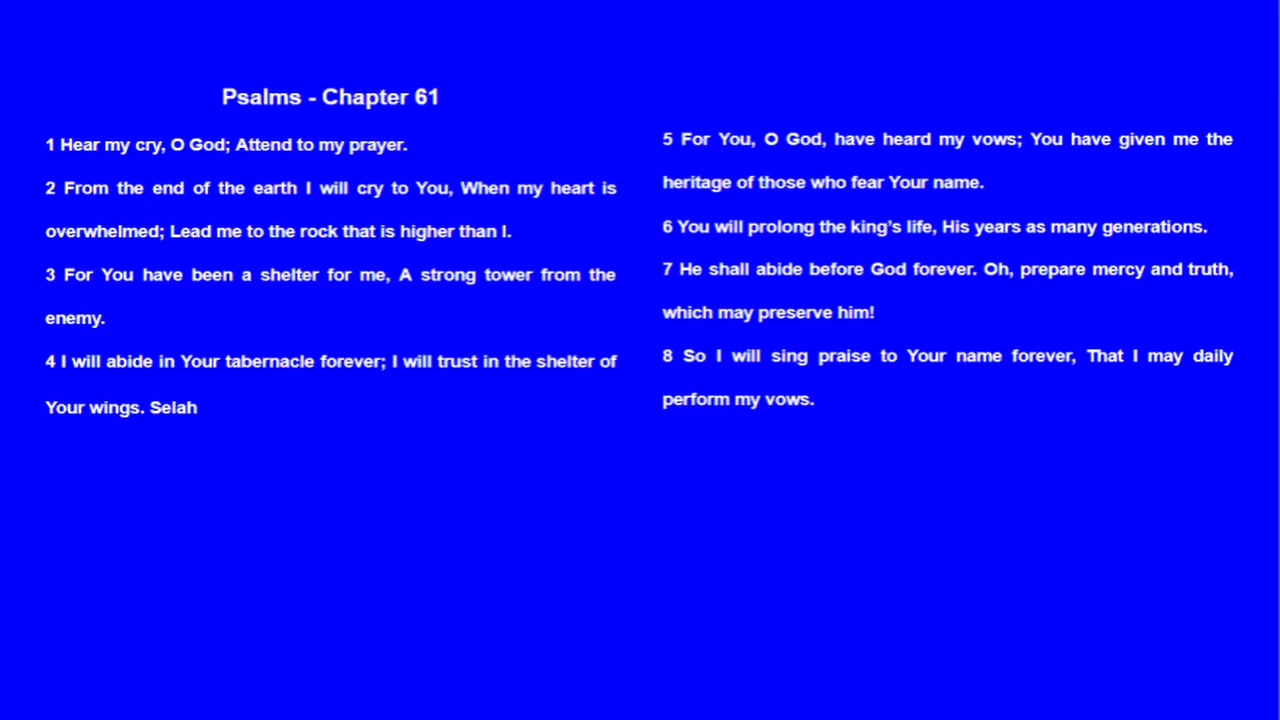 Psalms - Chapter 61
1 Hear my cry, O God; Attend to my prayer.
2 From the end of the earth I will cry to You, When my heart is
overwhelmed; Lead me to the rock that is higher than I.
3 For You have been a shelter for me, A strong tower from the
enemy.
4 I will abide in Your tabernacle forever; I will trust in the shelter of
Your wings. Selah
5 For You, O God, have heard my vows; You have given me the
heritage of those who fear Your name.
6 You will prolong the king’s life, His years as many generations.
7 He shall abide before God forever. Oh, prepare mercy and truth,
which may preserve him!
8 So I will sing praise to Your name forever, That I may daily
perform my vows.